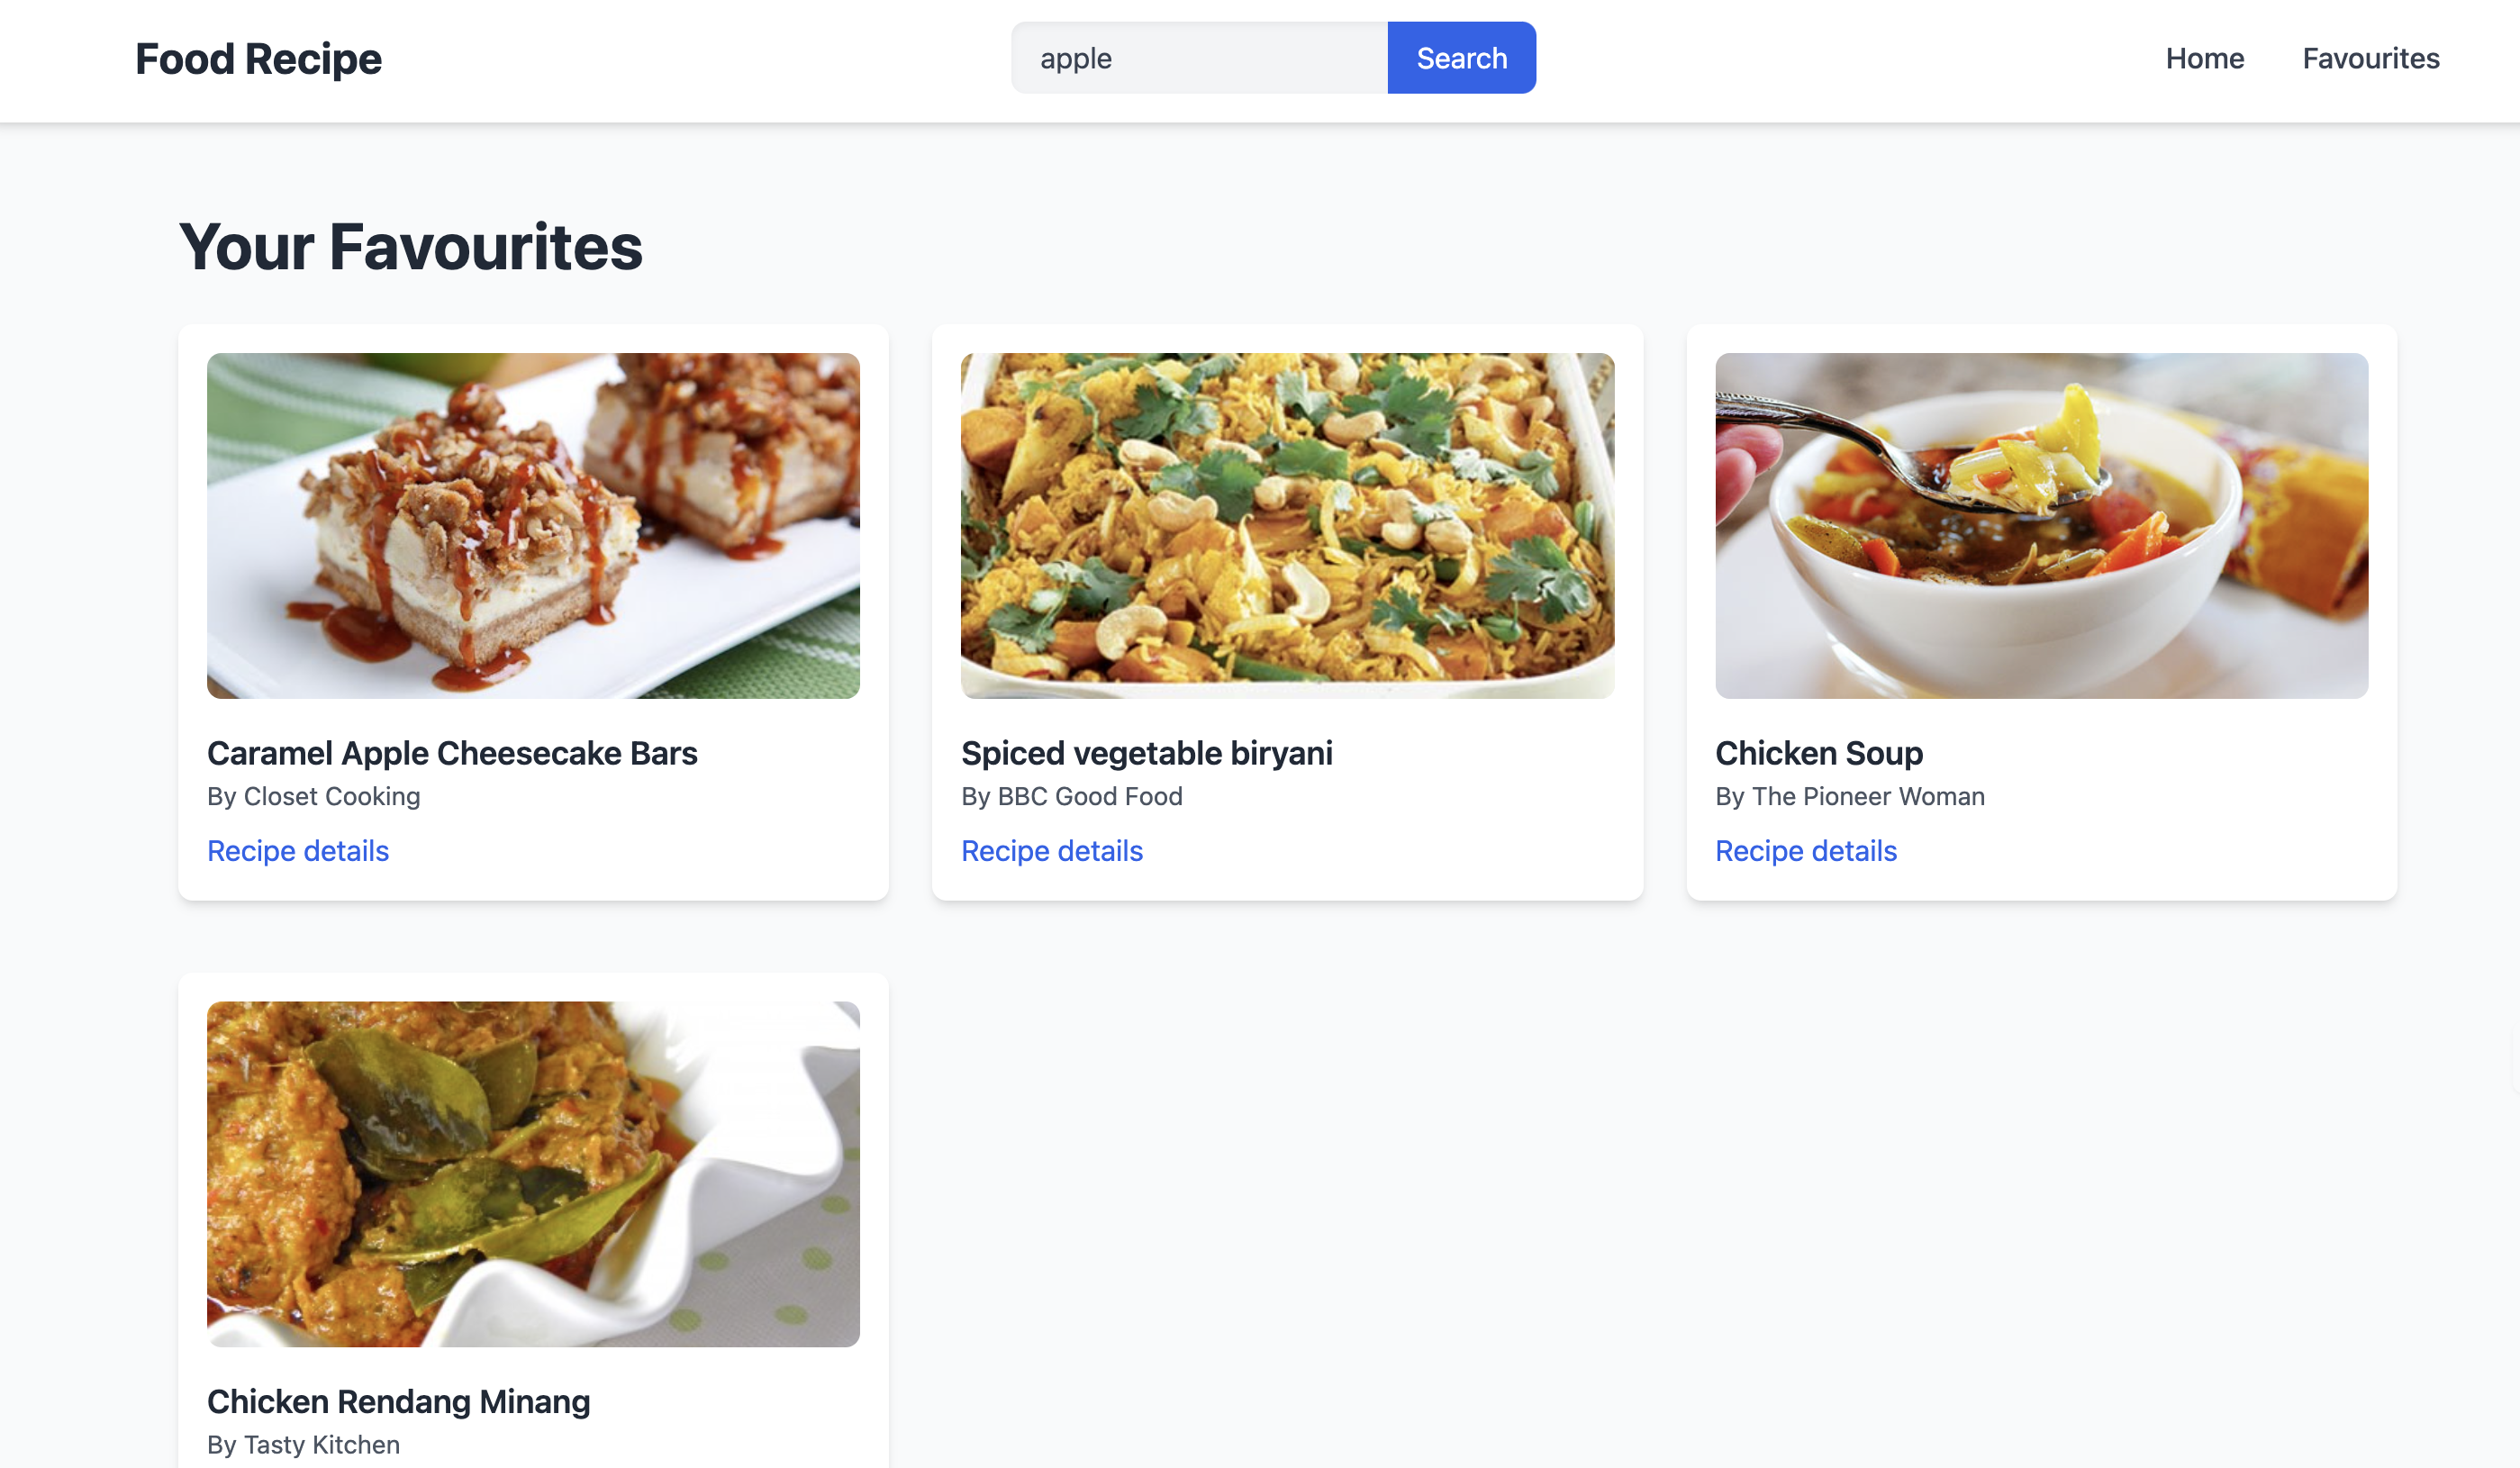 Food Recipe
apple
Search
Home
Favourites
Your Favourites
Caramel Apple Cheesecake Bars
By Closet Cooking
Recipe details
Spiced vegetable biryani
By BBC Good Food
Recipe details
Chicken Soup
By The Pioneer Woman
Recipe details
Chicken Rendang Minang
By Tasty Kitchen